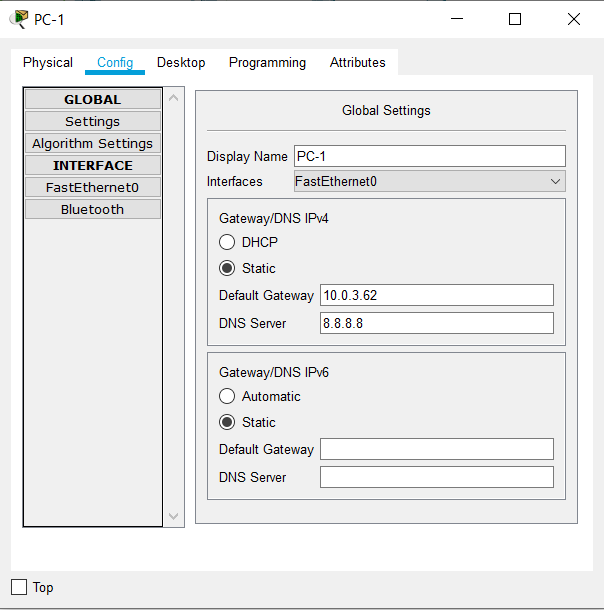 PC-1
Physical Config Desktop Programming Attributes
GLOBAL
Settings
Algorithm Settings
INTERFACE
FastEthernet0
Bluetooth
Global Settings
Display Name PC-1
Interfaces FastEthernet0
Gateway/DNS IPv4
DHCP
Static
Default Gateway 10.0.3.62
DNS Server 8.8.8.8
Gateway/DNS IPv6
Automatic
Static
Default Gateway
DNS Server
Top